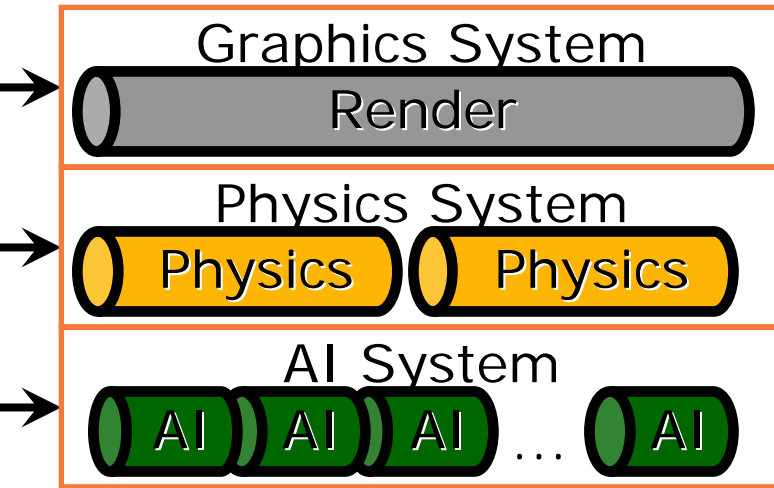 Graphics System
Render
Physics System
Physics Physics
AI System
AI AI AI ... AI